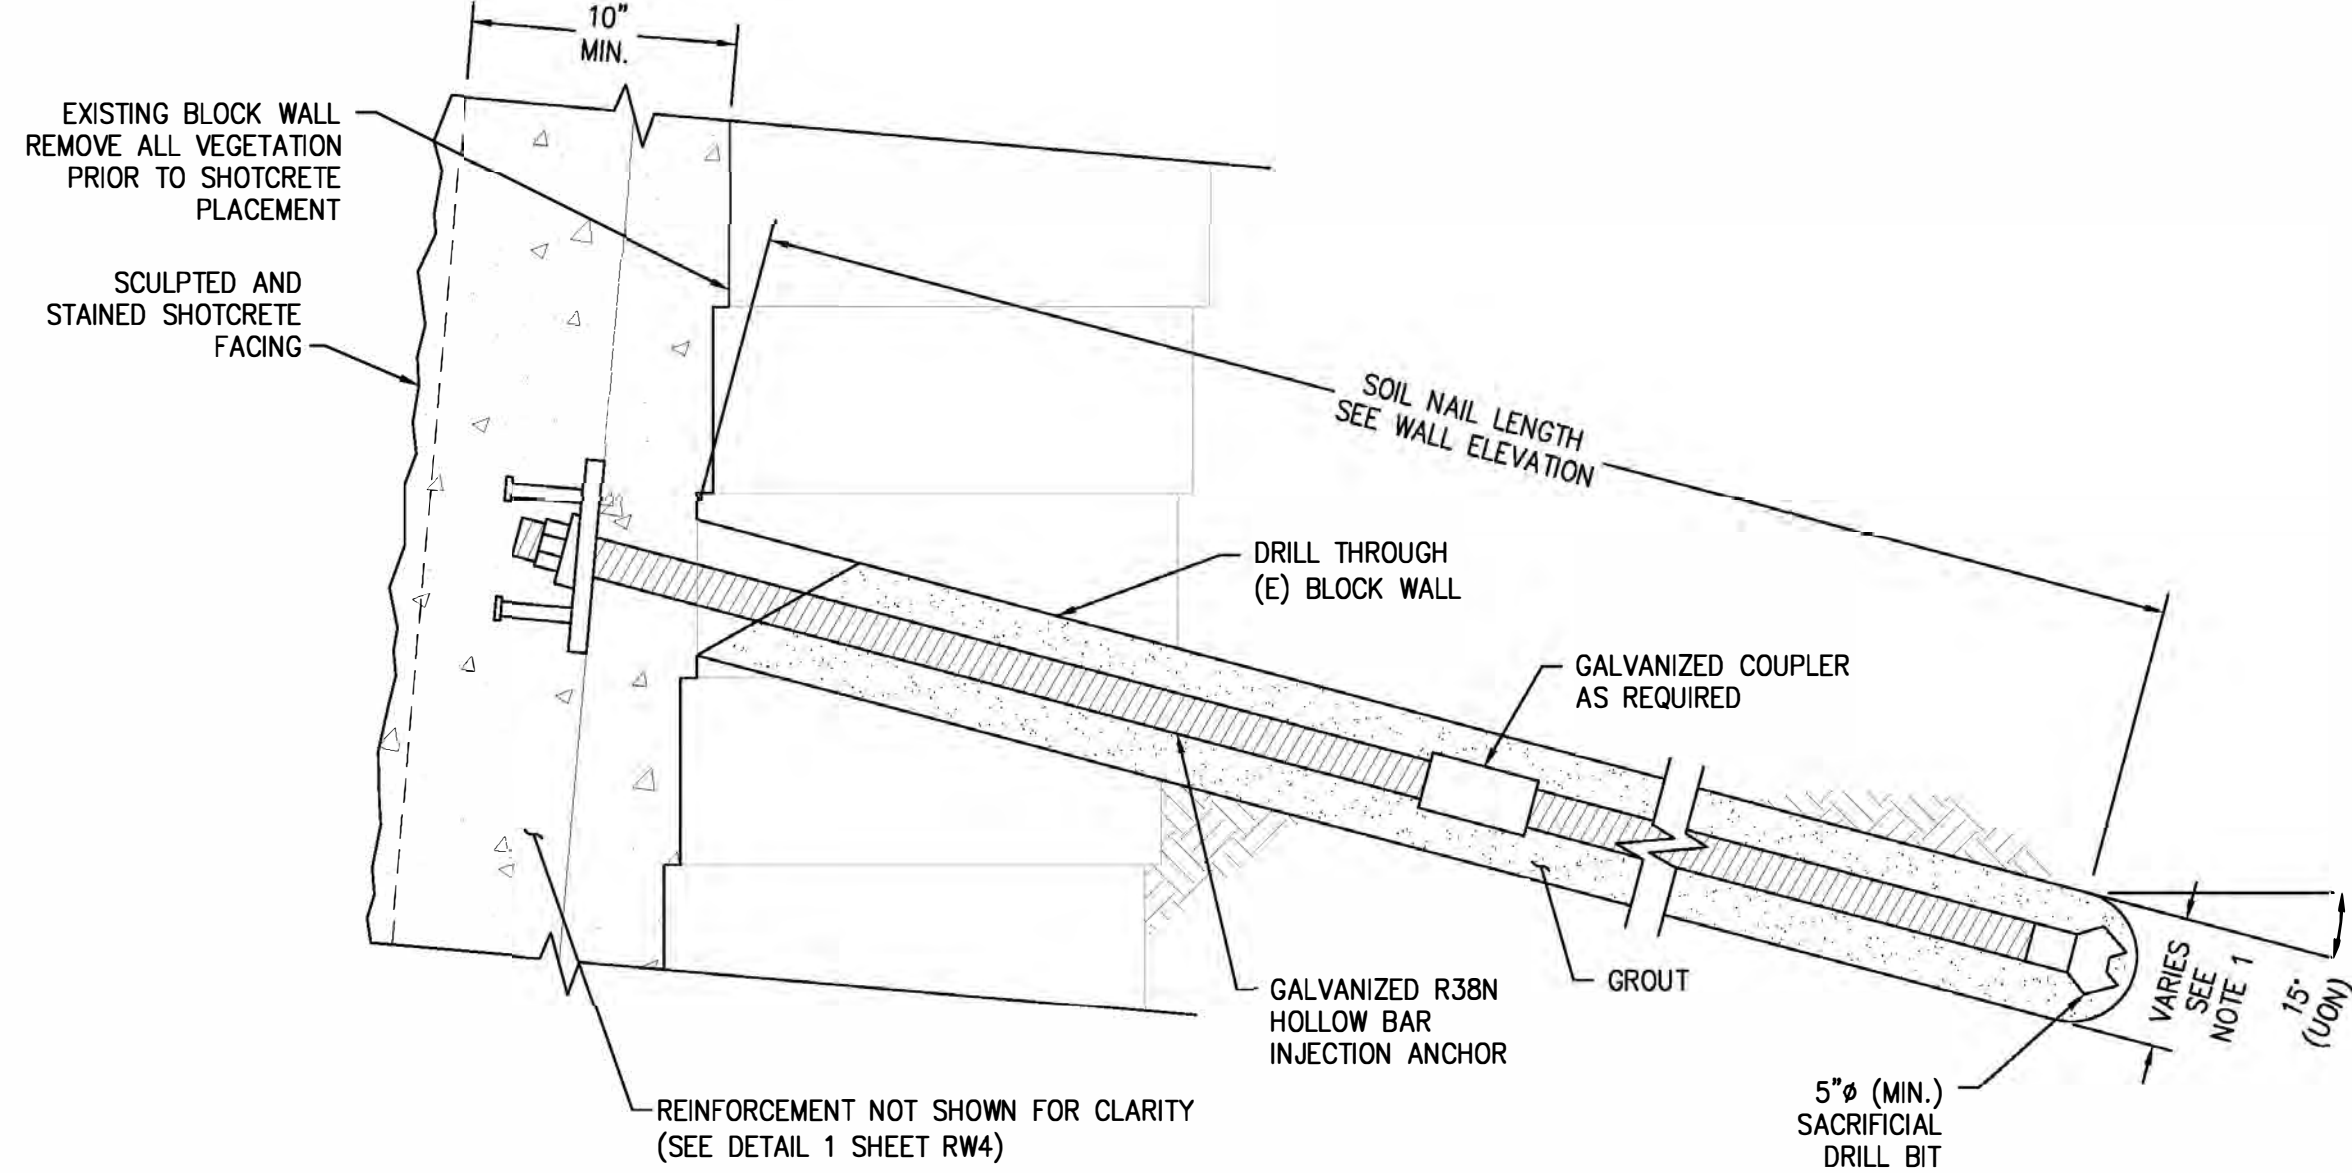 10"
MIN.
EXISTING BLOCK WALL
REMOVE ALL VEGETATION
PRIOR TO SHOTCRETE
PLACEMENT
SCULPTED AND
STAINED SHOTCRETE
FACING
SOIL NAIL LENGTH
SEE WALL ELEVATION
DRILL THROUGH
(E) BLOCK WALL
GALVANIZED COUPLER
AS REQUIRED
GROUT
GALVANIZED R38N
HOLLOW BAR
INJECTION ANCHOR
VARIES
SEE
NOTE 1
15°
(UON)
5"ø (MIN.)
SACRIFICIAL
DRILL BIT
REINFORCEMENT NOT SHOWN FOR CLARITY
(SEE DETAIL 1 SHEET RW4)